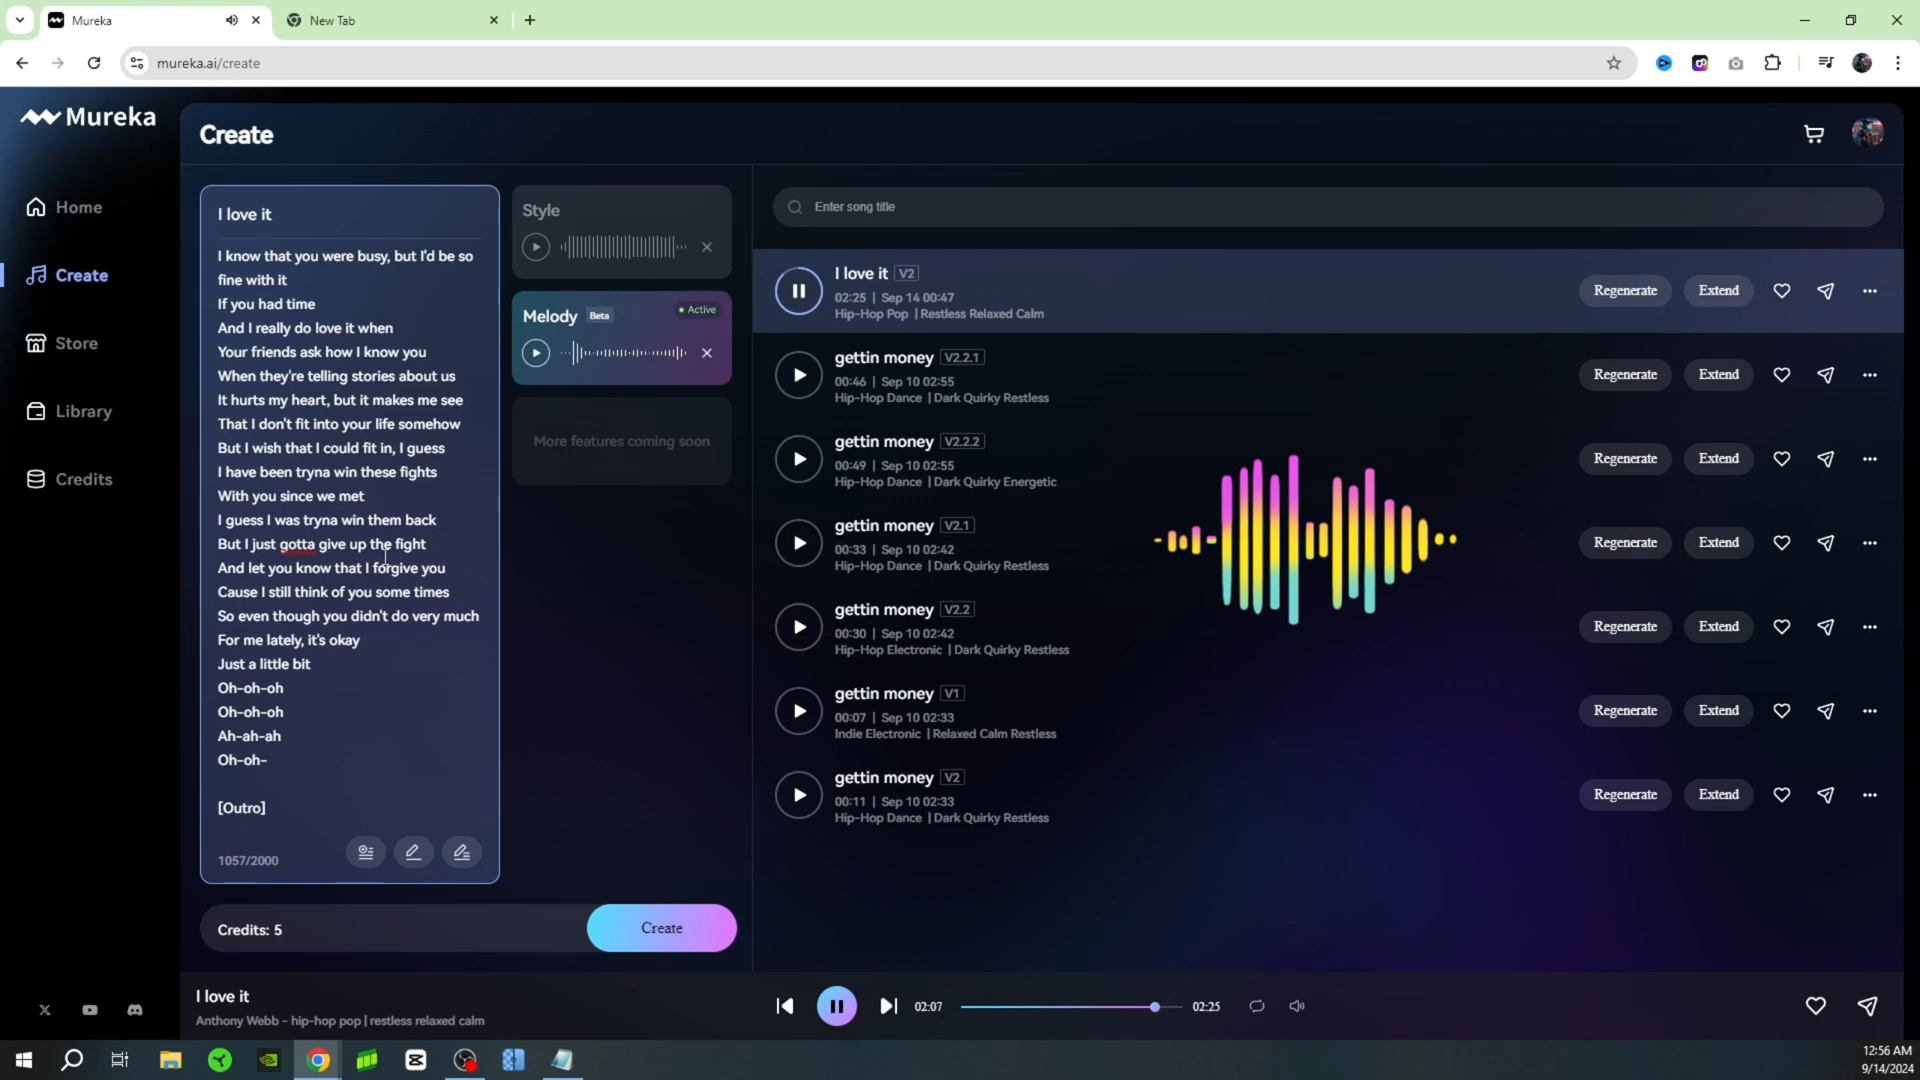 Mureka
New Tab
mureka.ai/create
Mureka
Home
Create
Store
Library
Credits
Create
I love it
I know that you were busy, but I'd be so
fine with it
If you had time
And I really do love it when
Your friends ask how I know you
When they're telling stories about us
It hurts my heart, but it makes me see
That I don't fit into your life somehow
But I wish that I could fit in, I guess
I have been tryna win these fights
With you since we met
I guess I was tryna win them back
But I just gotta give up the fight
And let you know that I forgive you
Cause I still think of you some times
So even though you didn't do very much
For me lately, it's okay
Just a little bit
Oh-oh-oh
Oh-oh-oh
Ah-ah-ah
Oh-oh-
[Outro]
1057/2000
Credits: 5
Create
Style
Melody Beta Active
More features coming soon
Enter song title
I love it V2
02:25 | Sep 14 00:47
Hip-Hop Pop | Restless Relaxed Calm
Regenerate Extend
gettin money V2.2.1
00:46 | Sep 10 02:55
Hip-Hop Dance | Dark Quirky Restless
Regenerate Extend
gettin money V2.2.2
00:49 | Sep 10 02:55
Hip-Hop Dance | Dark Quirky Energetic
Regenerate Extend
gettin money V2.1
00:33 | Sep 10 02:42
Hip-Hop Dance | Dark Quirky Restless
Regenerate Extend
gettin money V2.2
00:30 | Sep 10 02:42
Hip-Hop Electronic | Dark Quirky Restless
Regenerate Extend
gettin money V1
00:07 | Sep 10 02:33
Indie Electronic | Relaxed Calm Restless
Regenerate Extend
gettin money V2
00:11 | Sep 10 02:33
Hip-Hop Dance | Dark Quirky Restless
Regenerate Extend
I love it
Anthony Webb - hip-hop pop | restless relaxed calm
02:07
02:25
12:56 AM
9/14/2024